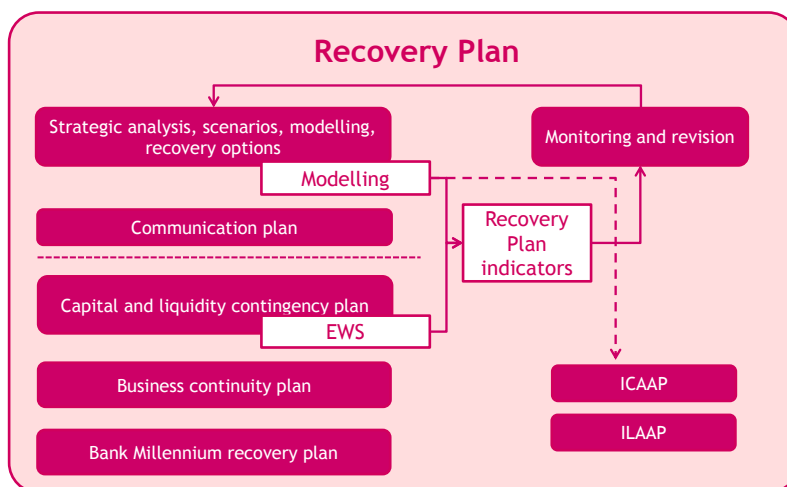 Recovery Plan
Strategic analysis, scenarios, modelling,
recovery options
Monitoring and revision
Modelling
Communication plan
Recovery
Plan
indicators
Capital and liquidity contingency plan
EWS
Business continuity plan
ICAAP
ILAAP
Bank Millennium recovery plan